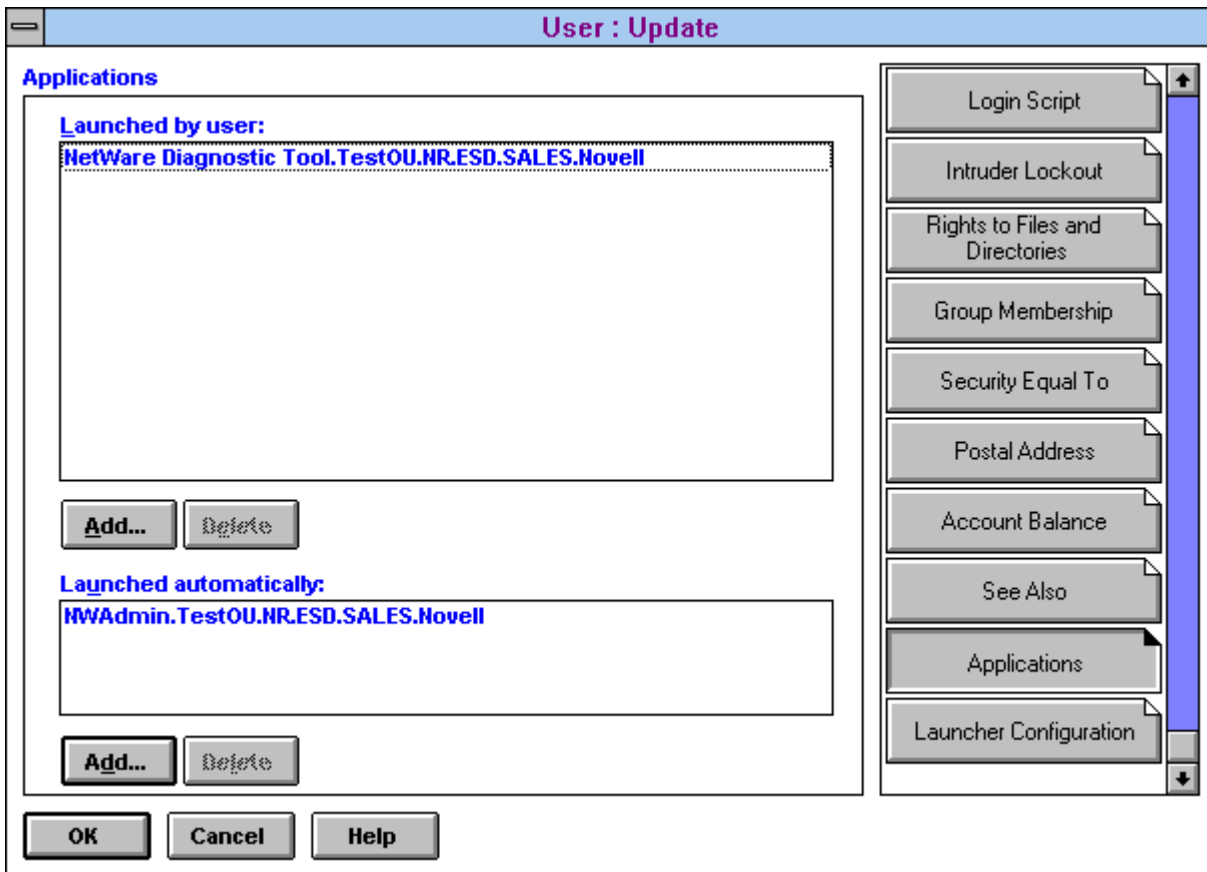 User : Update
Applications
Launched by user:
NetWare Diagnostic Tool.TestOU.NR.ESD.SALES.Novell
Add...
Delete
Launched automatically:
NWAdmin.TestOU.NR.ESD.SALES.Novell
Add...
Delete
OK
Cancel
Help
Login Script
Intruder Lockout
Rights to Files and
Directories
Group Membership
Security Equal To
Postal Address
Account Balance
See Also
Applications
Launcher Configuration